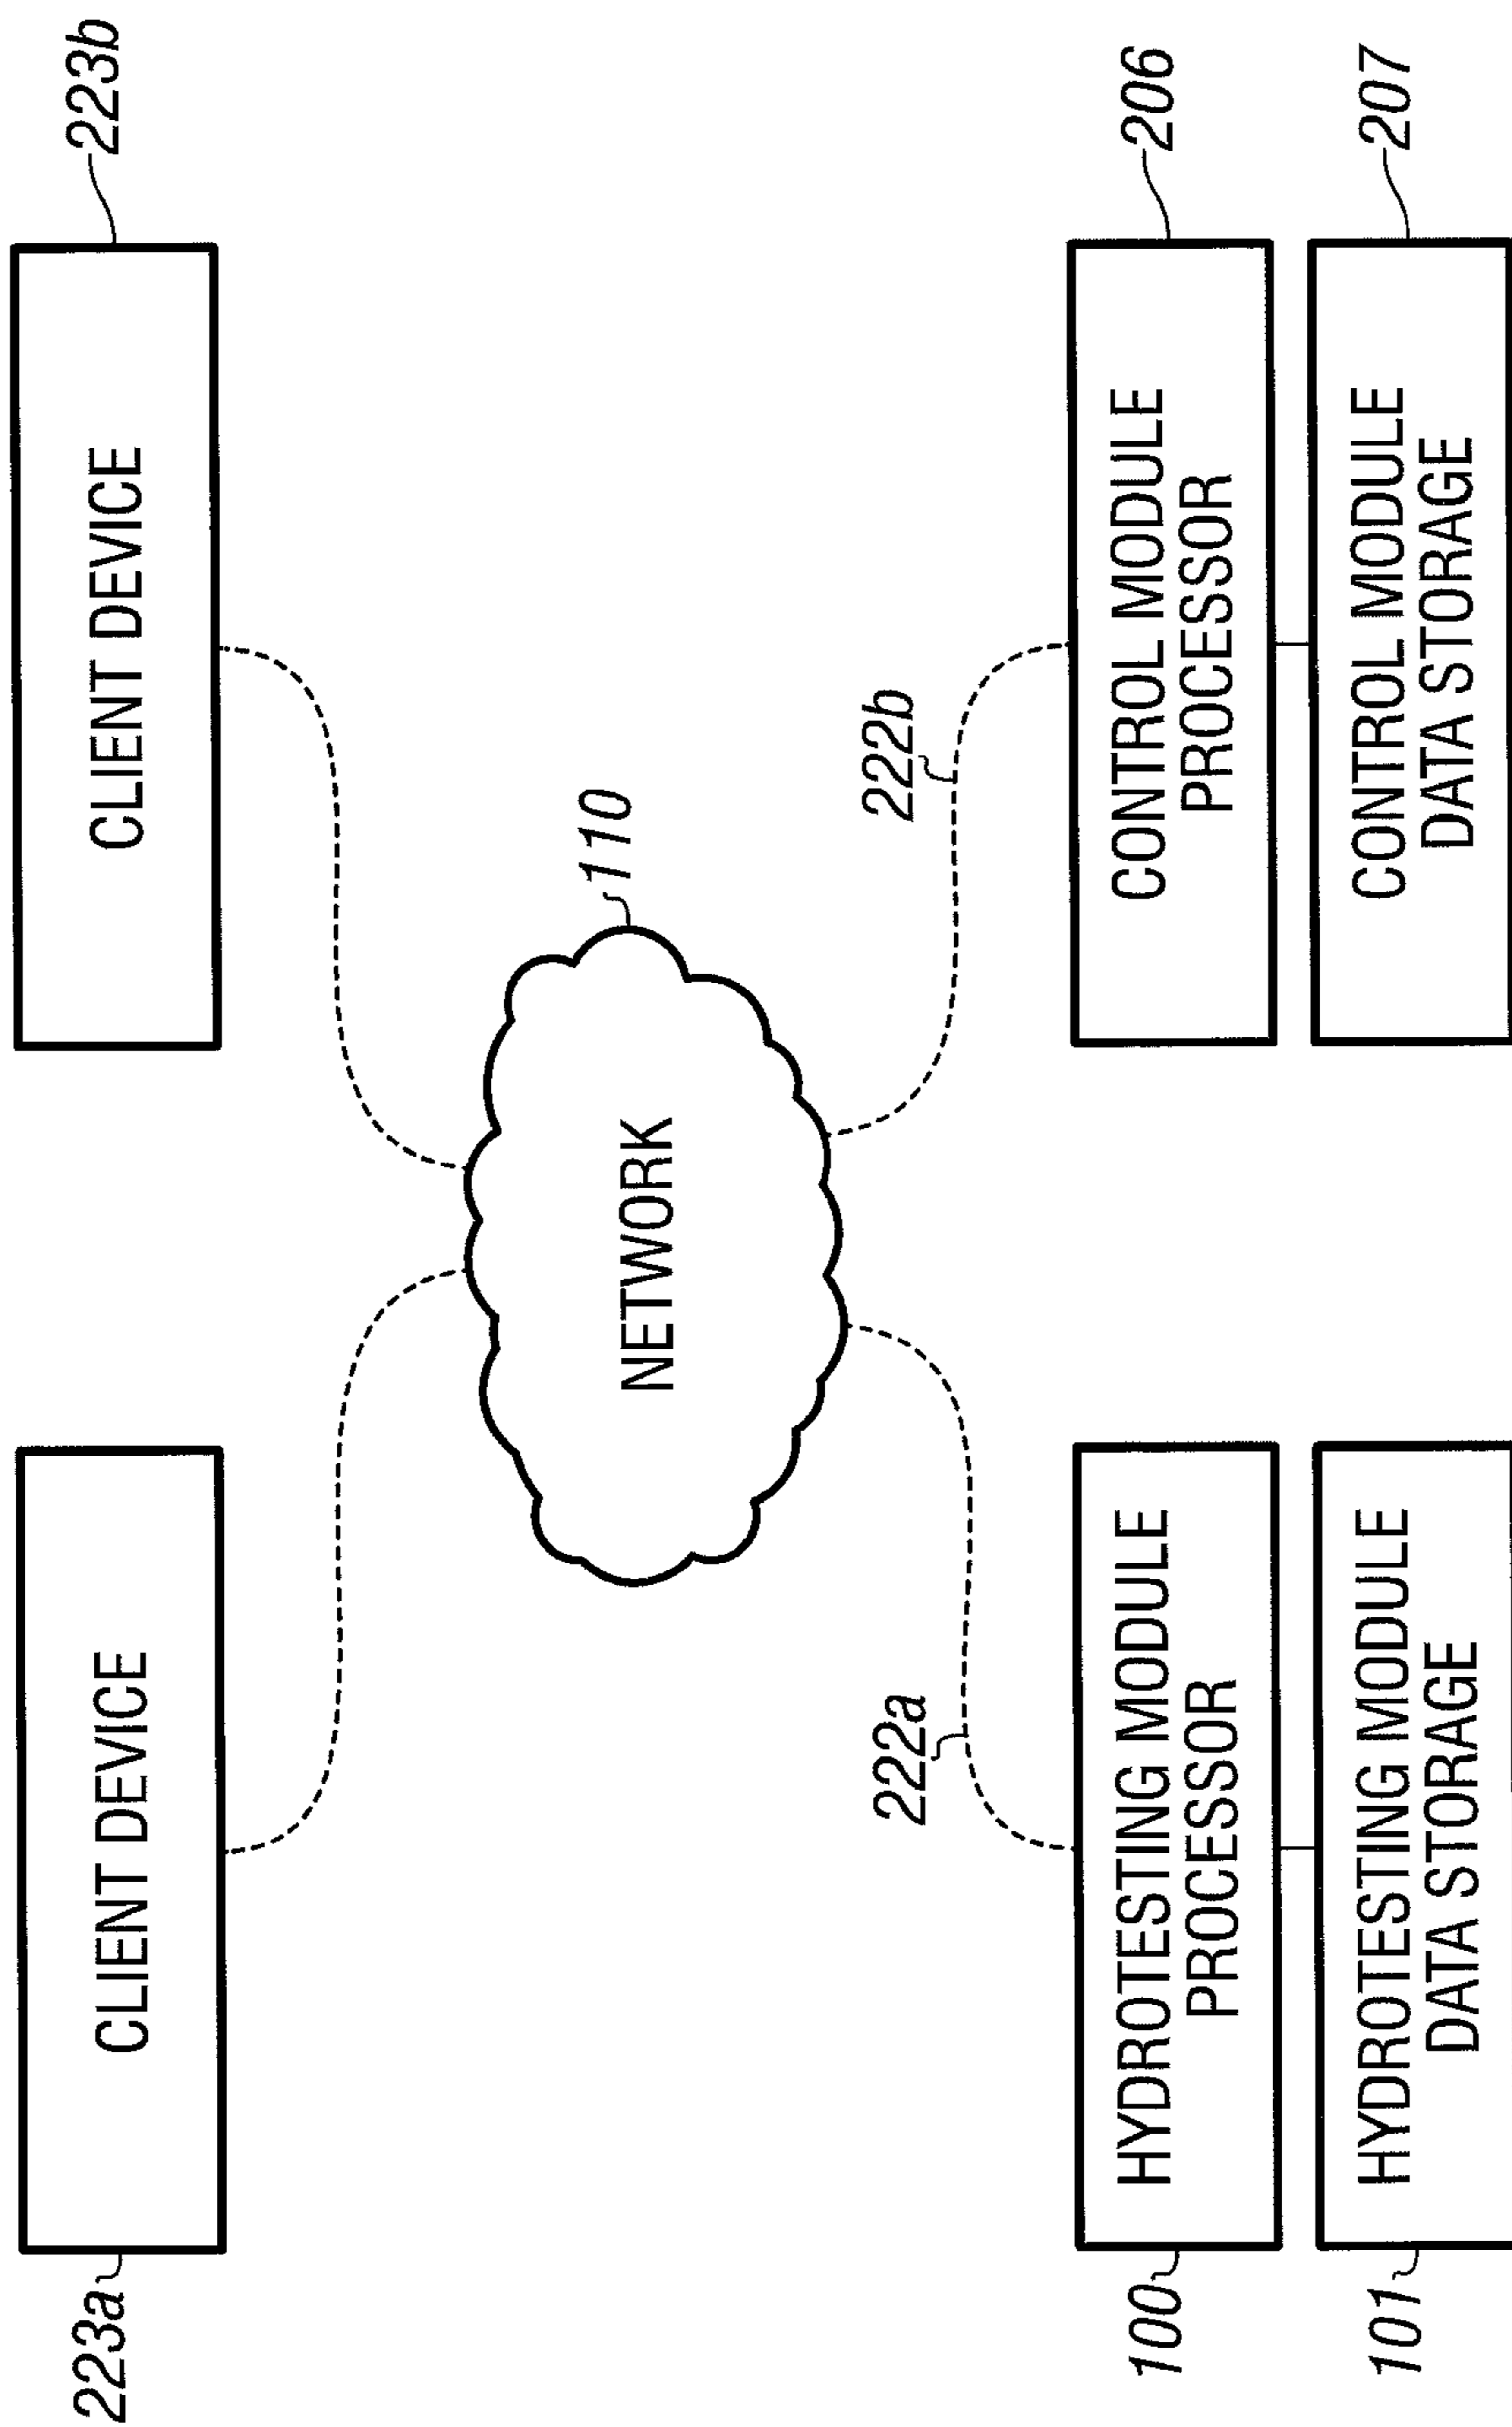 223a
CLIENT DEVICE
CLIENT DEVICE
223b
NETWORK
110
222a
222b
100
HYDROTESTING MODULE
PROCESSOR
CONTROL MODULE
PROCESSOR
206
101
HYDROTESTING MODULE
DATA STORAGE
CONTROL MODULE
DATA STORAGE
207